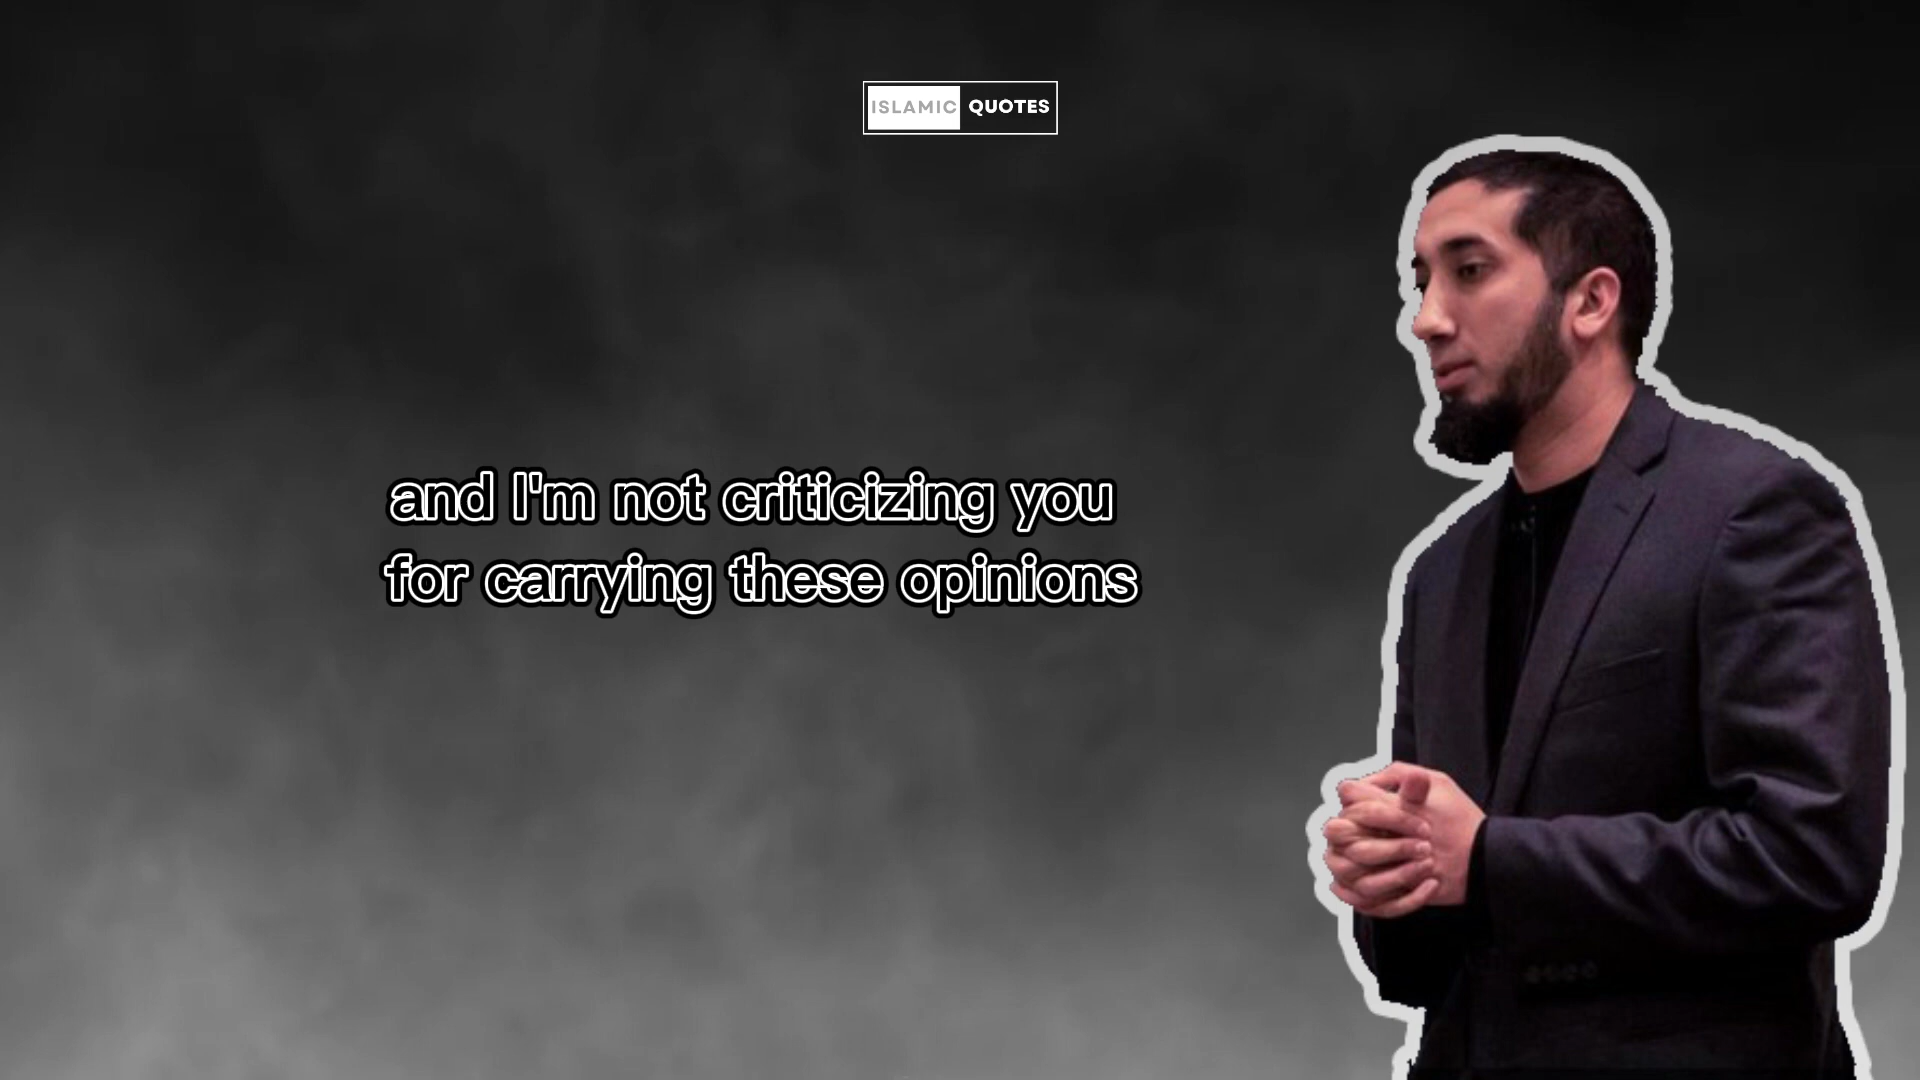 ISLAMIC QUOTES
and I'm not criticizing you
for carrying these opinions